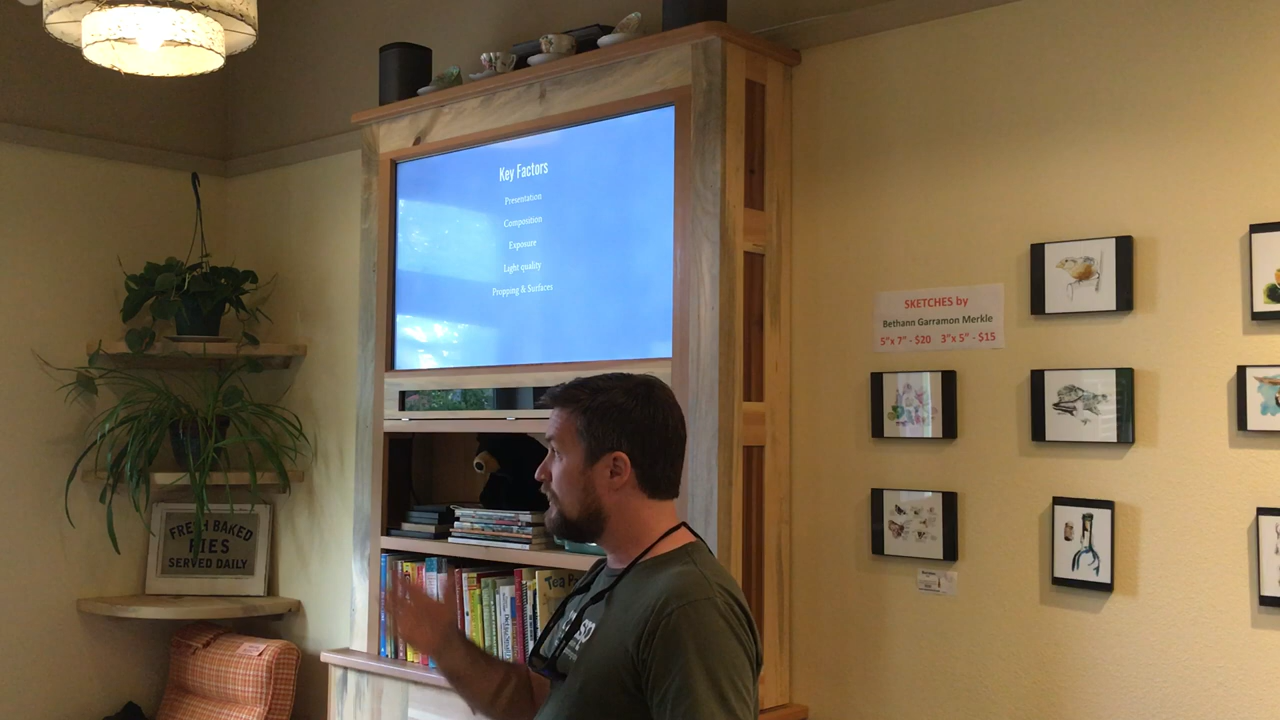 Key Factors
Presentation
Composition
Exposure
Light quality
Propping & Surfaces
SKETCHES by
Bethann Garramon Merkle
5"x 7" - $20 3"x 5" - $15
FRESH BAKED
PIES
SERVED DAILY
Tea